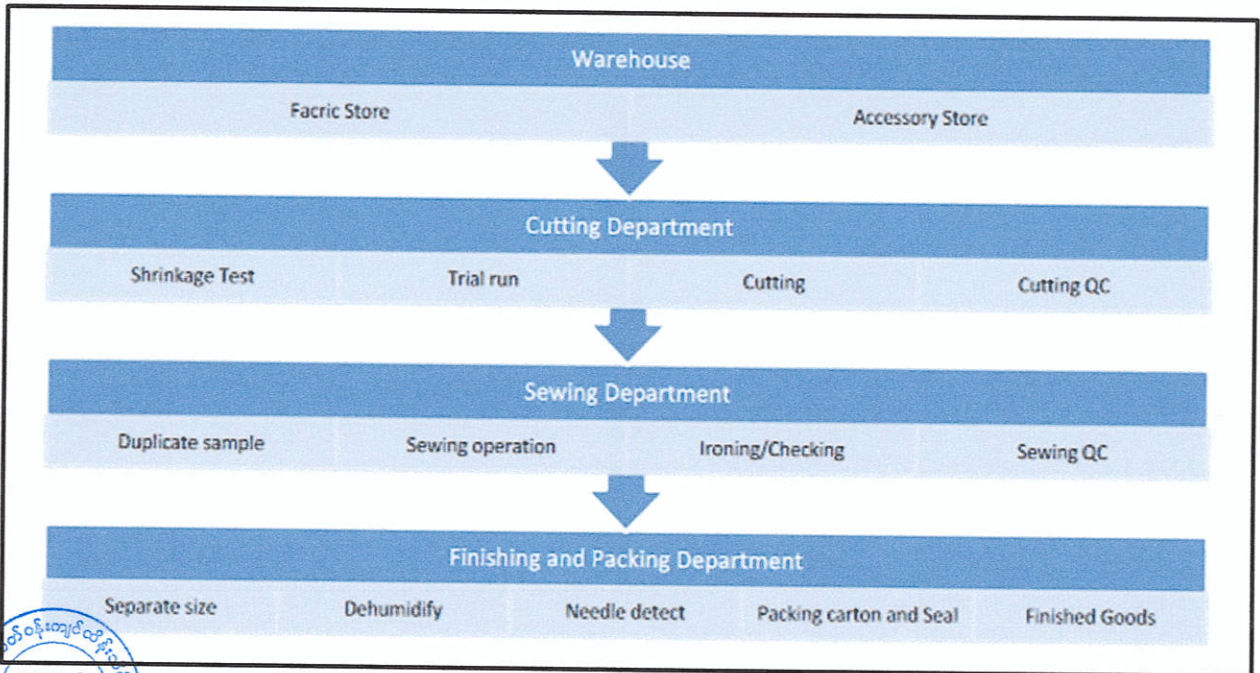 Warehouse
Facric Store Accessory Store
Cutting Department
Shrinkage Test Trial run Cutting Cutting QC
Sewing Department
Duplicate sample Sewing operation Ironing/Checking Sewing QC
Finishing and Packing Department
Separate size Dehumidify Needle detect Packing carton and Seal Finished Goods